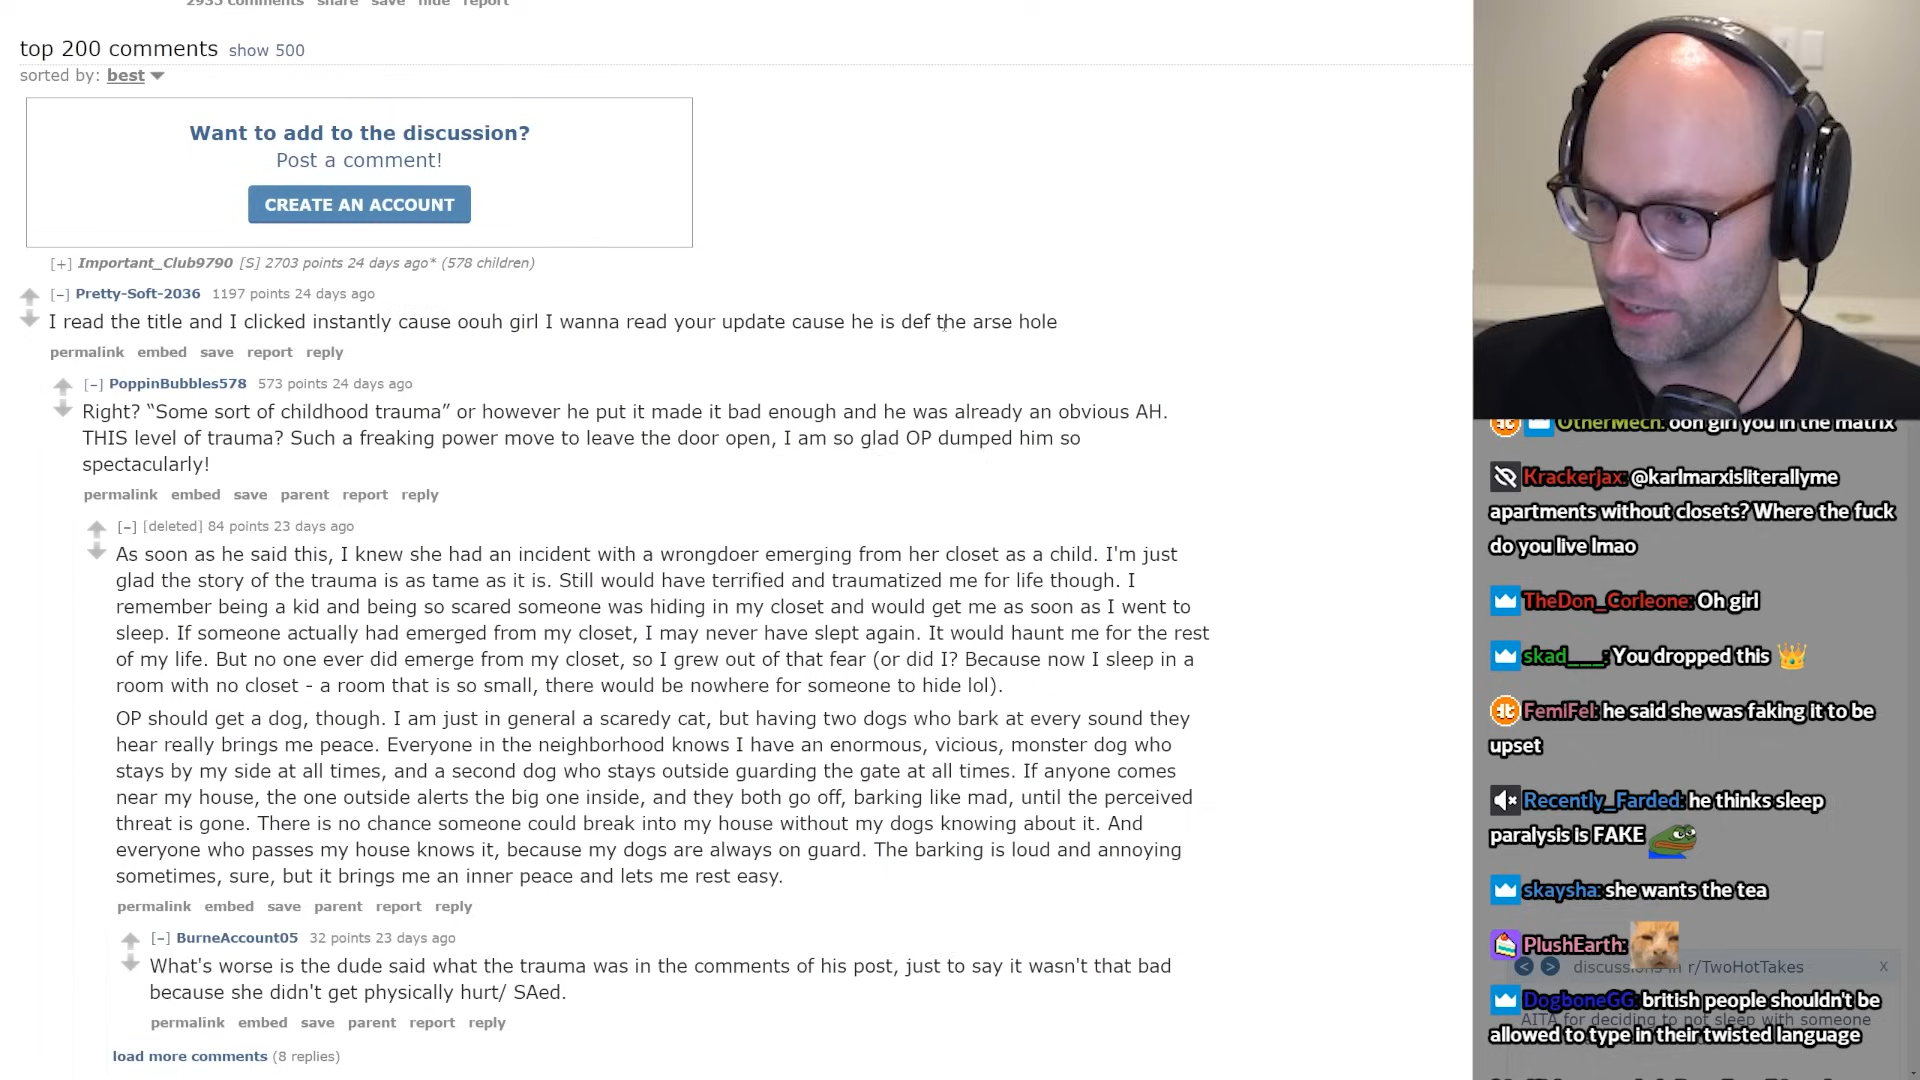 2935 comments share save hide report
top 200 comments show 500
sorted by: best
Want to add to the discussion?
Post a comment!
CREATE AN ACCOUNT
[+] Important_Club9790 [S] 2703 points 24 days ago* (578 children)
[–] Pretty-Soft-2036 1197 points 24 days ago
I read the title and I clicked instantly cause oouh girl I wanna read your update cause he is def the arse hole
permalink embed save report reply
[–] PoppinBubbles578 573 points 24 days ago
Right? “Some sort of childhood trauma” or however he put it made it bad enough and he was already an obvious AH.
THIS level of trauma? Such a freaking power move to leave the door open, I am so glad OP dumped him so
spectacularly!
permalink embed save parent report reply
[–] [deleted] 84 points 23 days ago
As soon as he said this, I knew she had an incident with a wrongdoer emerging from her closet as a child. I'm just
glad the story of the trauma is as tame as it is. Still would have terrified and traumatized me for life though. I
remember being a kid and being so scared someone was hiding in my closet and would get me as soon as I went to
sleep. If someone actually had emerged from my closet, I may never have slept again. It would haunt me for the rest
of my life. But no one ever did emerge from my closet, so I grew out of that fear (or did I? Because now I sleep in a
room with no closet - a room that is so small, there would be nowhere for someone to hide lol).
OP should get a dog, though. I am just in general a scaredy cat, but having two dogs who bark at every sound they
hear really brings me peace. Everyone in the neighborhood knows I have an enormous, vicious, monster dog who
stays by my side at all times, and a second dog who stays outside guarding the gate at all times. If anyone comes
near my house, the one outside alerts the big one inside, and they both go off, barking like mad, until the perceived
threat is gone. There is no chance someone could break into my house without my dogs knowing about it. And
everyone who passes my house knows it, because my dogs are always on guard. The barking is loud and annoying
sometimes, sure, but it brings me an inner peace and lets me rest easy.
permalink embed save parent report reply
[–] BurneAccount05 32 points 23 days ago
What's worse is the dude said what the trauma was in the comments of his post, just to say it wasn't that bad
because she didn't get physically hurt/ SAed.
permalink embed save parent report reply
load more comments (8 replies)
OtherMech: ooh girl you in the matrix
KrackerJax: @karlmarxisliterallyme
apartments without closets? Where the fuck
do you live lmao
TheDon_Corleone: Oh girl
skad___: You dropped this 👑
FemiFel: he said she was faking it to be
upset
Recently_Farded: he thinks sleep
paralysis is FAKE
skaysha: she wants the tea
PlushEarth:
discussions in r/TwoHotTakes X
DogboneGG: british people shouldn't be
AITA for deciding to not sleep with someone
allowed to type in their twisted language